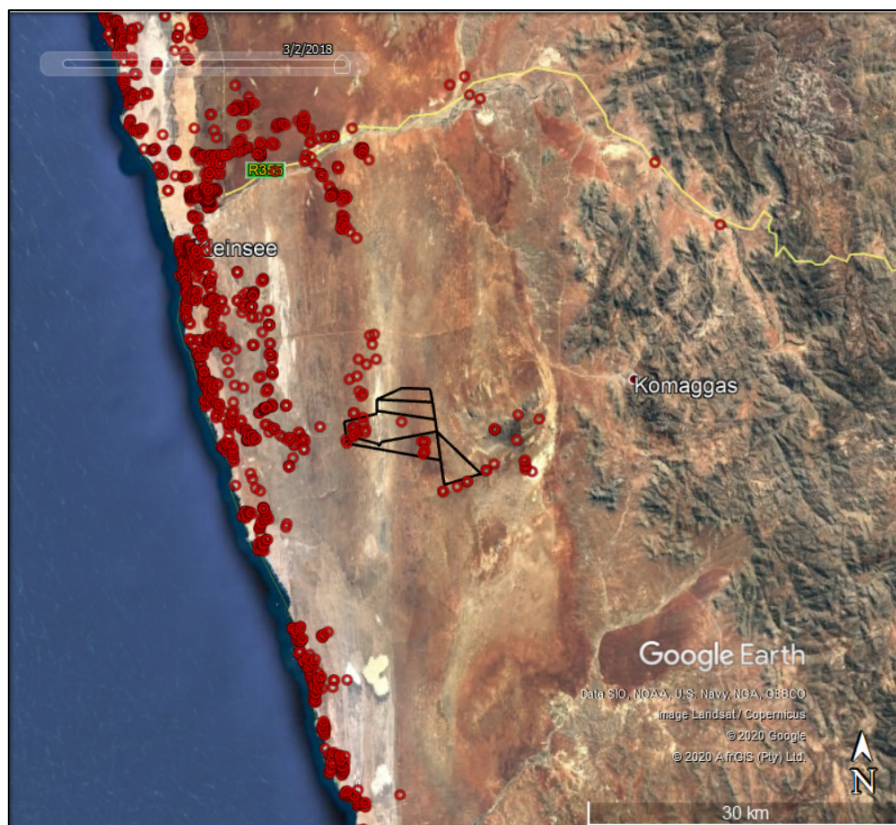 3/2/2018
R355
Kleinsee
Komaggas
Google Earth
Data SIO, NOAA, U.S. Navy, NGA, GEBCO
Image Landsat / Copernicus
© 2020 Google
© 2020 AfriGIS (Pty) Ltd.
N
30 km